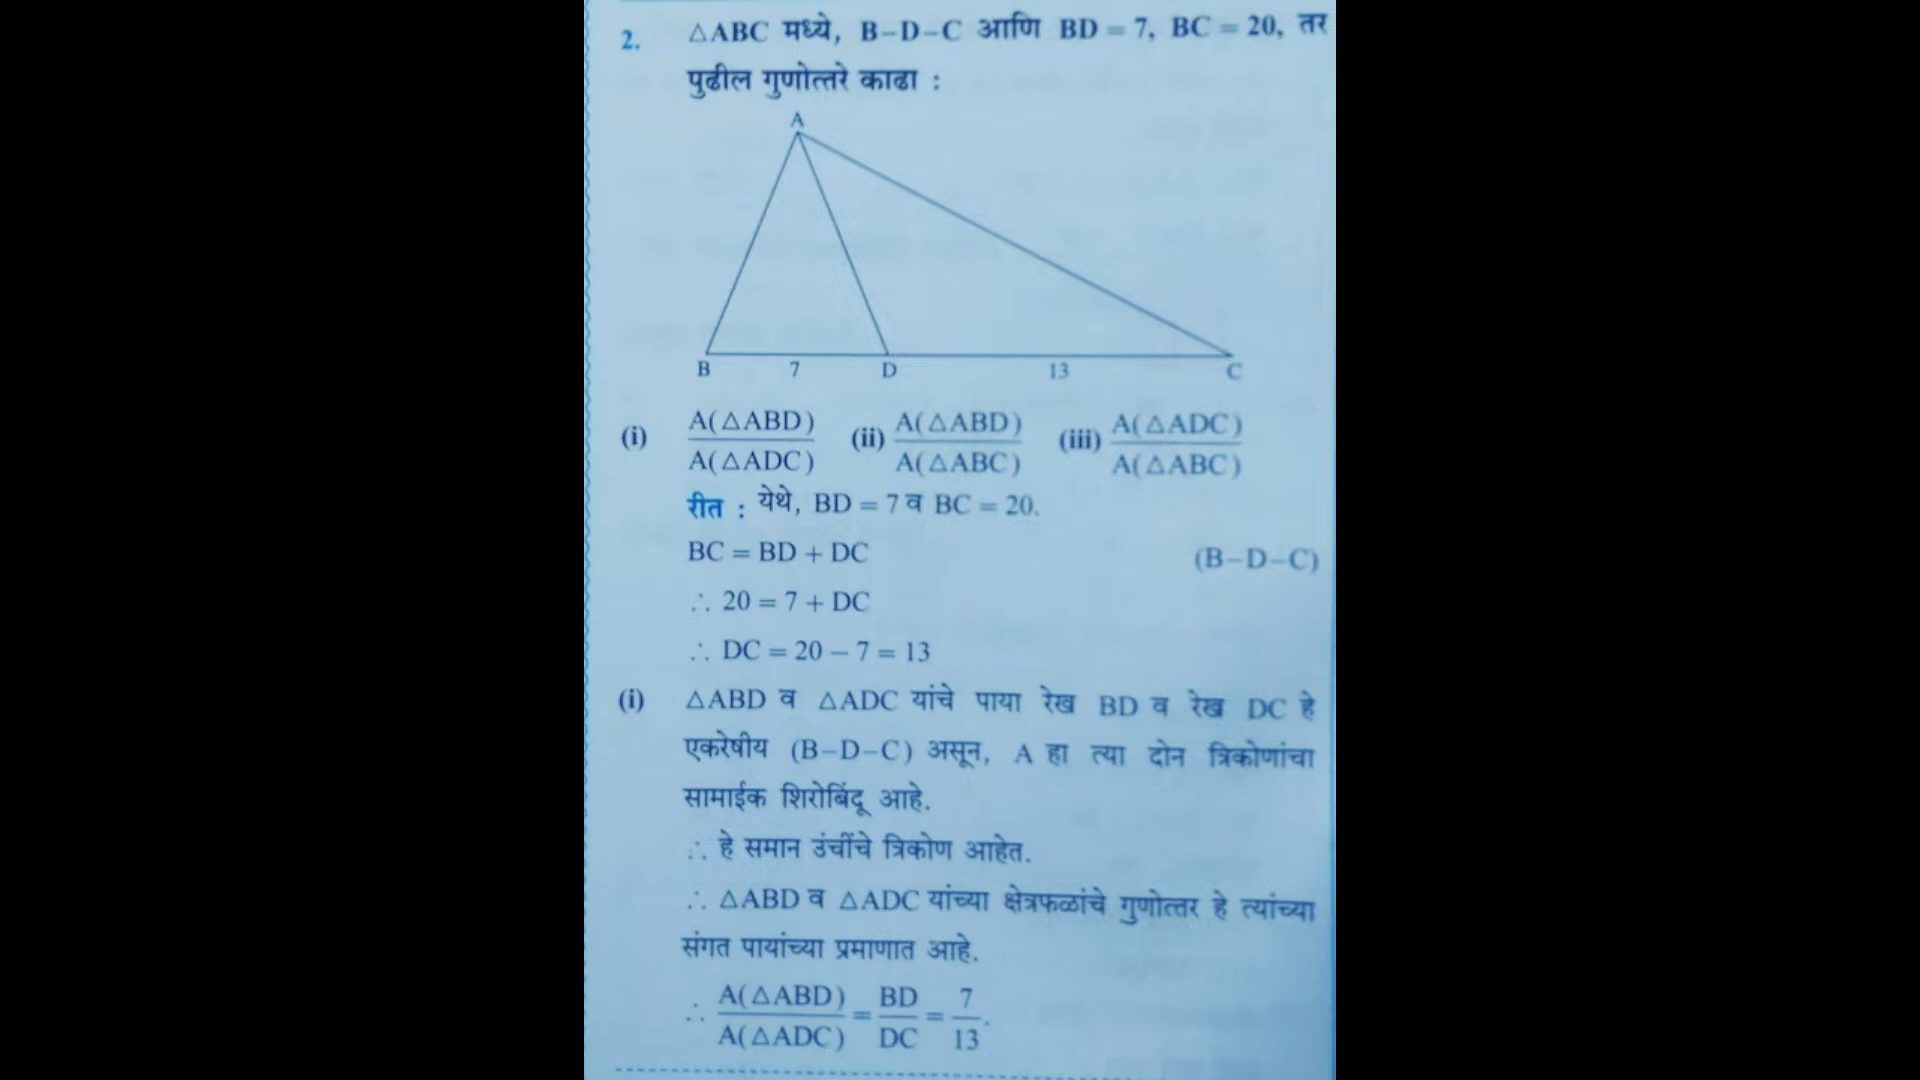 2. △ABC मध्ये, B–D–C आणि BD = 7, BC = 20, तर
पुढील गुणोत्तरे काढा :
A
B 7 D 13 C
(i) A(△ABD)/A(△ADC) (ii) A(△ABD)/A(△ABC) (iii) A(△ADC)/A(△ABC)
रीत : येथे, BD = 7 व BC = 20.
BC = BD + DC (B–D–C)
∴ 20 = 7 + DC
∴ DC = 20 – 7 = 13
(i) △ABD व △ADC यांचे पाया रेख BD व रेख DC हे
एकरेषीय (B–D–C) असून, A हा त्या दोन त्रिकोणांचा
सामाईक शिरोबिंदू आहे.
∴ हे समान उंचींचे त्रिकोण आहेत.
∴ △ABD व △ADC यांच्या क्षेत्रफळांचे गुणोत्तर हे त्यांच्या
संगत पायांच्या प्रमाणात आहे.
∴ A(△ABD)/A(△ADC) = BD/DC = 7/13.